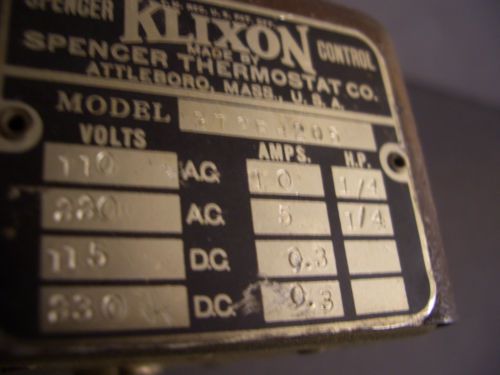 SPENCER KLIXON CONTROL
MADE BY
SPENCER THERMOSTAT CO.
ATTLEBORO, MASS., U.S.A.
MODEL
VOLTS AMPS. H.P.
110 A.C. 10 1/4
230 A.C. 5 1/4
115 D.C. 0.3
230 D.C. 0.3